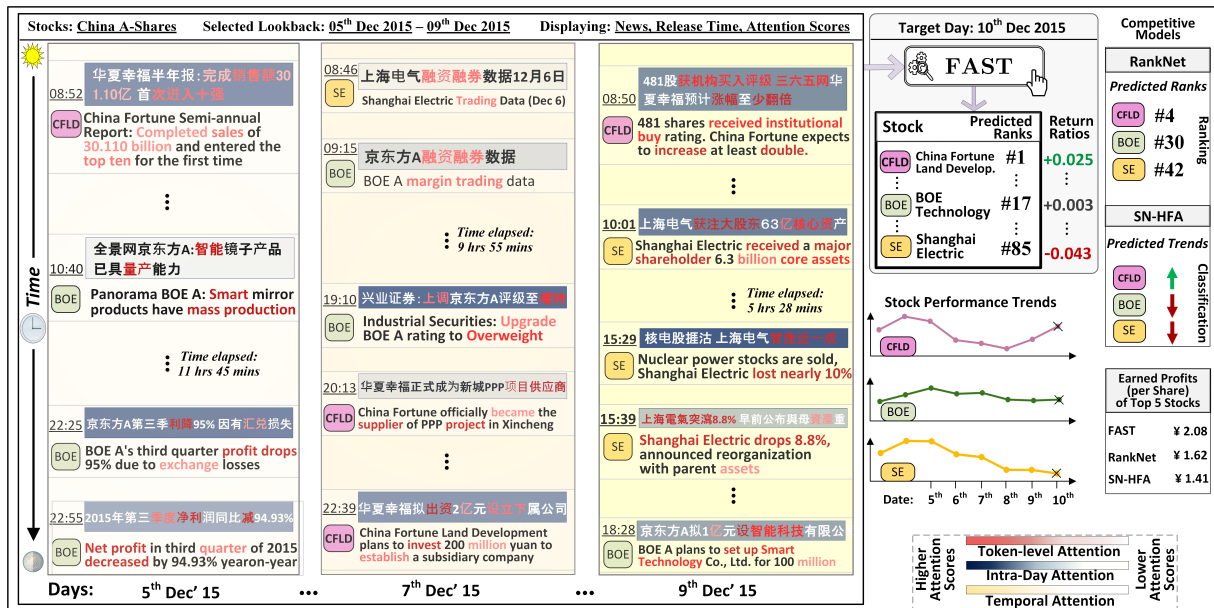 Stocks: China A-Shares Selected Lookback: 05th Dec 2015 – 09th Dec 2015 Displaying: News, Release Time, Attention Scores
Time
08:52
华夏幸福半年报:完成销售额30
1.10亿 首次进入十强
CFLD
China Fortune Semi-annual
Report: Completed sales of
30.110 billion and entered the
top ten for the first time
10:40
全景网京东方A:智能镜子产品
已具量产能力
BOE
Panorama BOE A: Smart mirror
products have mass production
Time elapsed:
11 hrs 45 mins
22:25
京东方A第三季利降95% 因有汇兑损失
BOE
BOE A's third quarter profit drops
95% due to exchange losses
22:55
2015年第三季度净利润同比减94.93%
BOE
Net profit in third quarter of 2015
decreased by 94.93% yearon-year
08:46
上海电气融资融券数据12月6日
SE
Shanghai Electric Trading Data (Dec 6)
09:15
京东方A融资融券数据
BOE
BOE A margin trading data
Time elapsed:
9 hrs 55 mins
19:10
兴业证券:上调京东方A评级至增持
BOE
Industrial Securities: Upgrade
BOE A rating to Overweight
20:13
华夏幸福正式成为新城PPP项目供应商
CFLD
China Fortune officially became the
supplier of PPP project in Xincheng
22:39
华夏幸福拟出资2亿元设立下属公司
CFLD
China Fortune Land Development
plans to invest 200 million yuan to
establish a subsidiary company
08:50
481股获机构买入评级 三六五网华
夏幸福预计涨幅至少翻倍
CFLD
481 shares received institutional
buy rating. China Fortune expects
to increase at least double.
10:01
上海电气获注大股东63亿核心资产
SE
Shanghai Electric received a major
shareholder 6.3 billion core assets
Time elapsed:
5 hrs 28 mins
15:29
核电股捱沽 上海电气
SE
Nuclear power stocks are sold,
Shanghai Electric lost nearly 10%
15:39
上海電氣突瀉8.8% 早前公布與母資產重
SE
Shanghai Electric drops 8.8%,
announced reorganization
with parent assets
18:28
京东方A拟1亿元设智能科技有限公
BOE
BOE A plans to set up Smart
Technology Co., Ltd. for 100 million
Days: 5th Dec' 15 ... 7th Dec' 15 ... 9th Dec' 15
Target Day: 10th Dec 2015
FAST
Stock Predicted Ranks Return Ratios
CFLD China Fortune Land Develop. #1 +0.025
BOE BOE Technology #17 +0.003
SE Shanghai Electric #85 -0.043
Stock Performance Trends
CFLD
BOE
SE
Date: 5th 6th 7th 8th 9th 10th
Competitive
Models
RankNet
Predicted Ranks
CFLD #4
BOE #30
SE #42
Ranking
SN-HFA
Predicted Trends
CFLD
BOE
SE
Classification
Earned Profits
(per Share)
of Top 5 Stocks
FAST ¥ 2.08
RankNet ¥ 1.62
SN-HFA ¥ 1.41
Higher Attention Scores
Token-level Attention
Intra-Day Attention
Temporal Attention
Lower Attention Scores